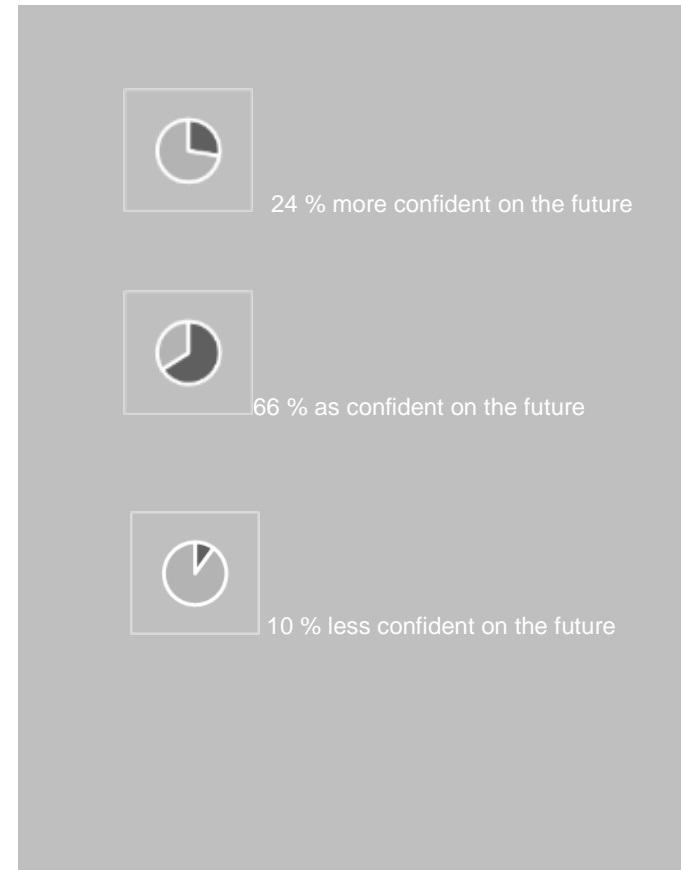 24 % more confident on the future
66 % as confident on the future
10 % less confident on the future